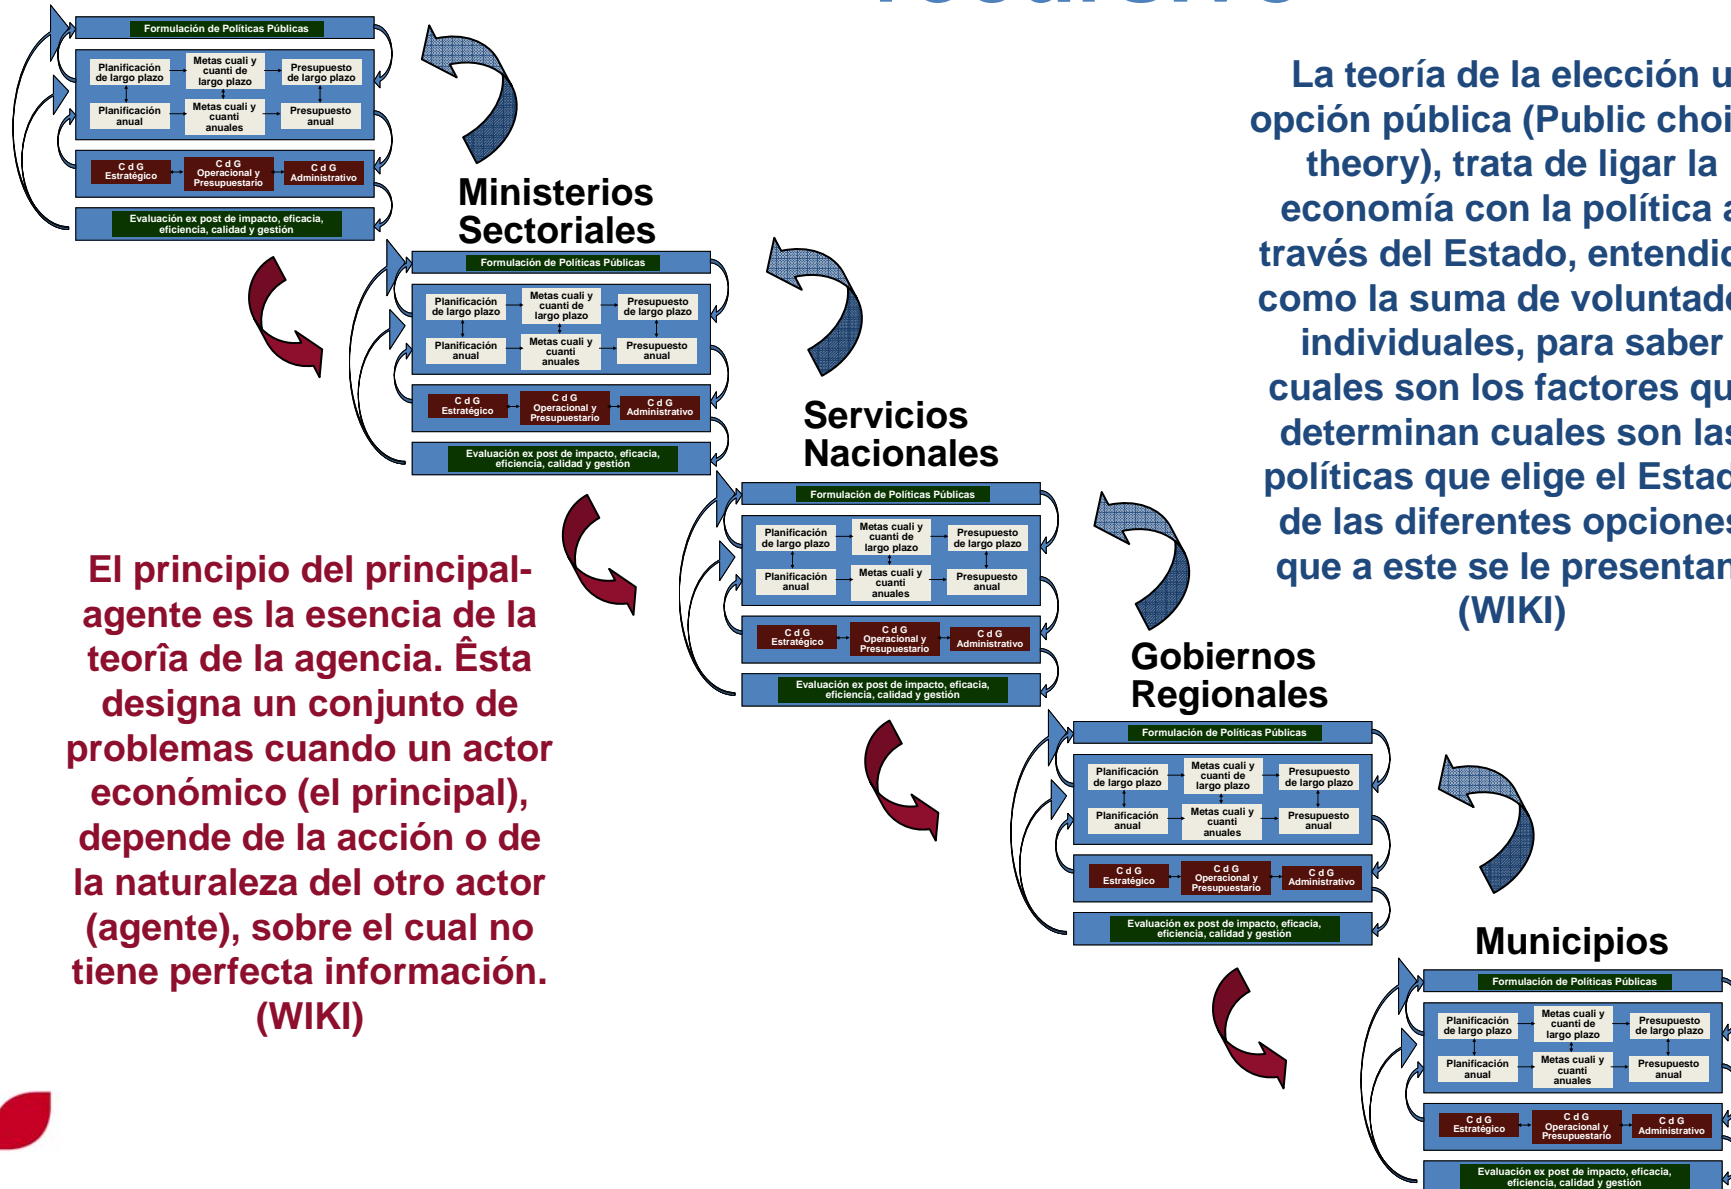 Formulación de Políticas Públicas
Planificación
de largo plazo
Metas cuali y
cuanti de
largo plazo
Presupuesto
de largo plazo
Planificación
anual
Metas cuali y
cuanti
anuales
Presupuesto
anual
C d G
Estratégico
C d G
Operacional y
Presupuestario
C d G
Administrativo
Evaluación ex post de impacto, eficacia,
eficiencia, calidad y gestión
Ministerios
Sectoriales
Formulación de Políticas Públicas
Planificación
de largo plazo
Metas cuali y
cuanti de
largo plazo
Presupuesto
de largo plazo
Planificación
anual
Metas cuali y
cuanti
anuales
Presupuesto
anual
C d G
Estratégico
C d G
Operacional y
Presupuestario
C d G
Administrativo
Evaluación ex post de impacto, eficacia,
eficiencia, calidad y gestión
Servicios
Nacionales
Formulación de Políticas Públicas
Planificación
de largo plazo
Metas cuali y
cuanti de
largo plazo
Presupuesto
de largo plazo
Planificación
anual
Metas cuali y
cuanti
anuales
Presupuesto
anual
C d G
Estratégico
C d G
Operacional y
Presupuestario
C d G
Administrativo
Evaluación ex post de impacto, eficacia,
eficiencia, calidad y gestión
Gobiernos
Regionales
Formulación de Políticas Públicas
Planificación
de largo plazo
Metas cuali y
cuanti de
largo plazo
Presupuesto
de largo plazo
Planificación
anual
Metas cuali y
cuanti
anuales
Presupuesto
anual
C d G
Estratégico
C d G
Operacional y
Presupuestario
C d G
Administrativo
Evaluación ex post de impacto, eficacia,
eficiencia, calidad y gestión
Municipios
Formulación de Políticas Públicas
Planificación
de largo plazo
Metas cuali y
cuanti de
largo plazo
Presupuesto
de largo plazo
Planificación
anual
Metas cuali y
cuanti
anuales
Presupuesto
anual
C d G
Estratégico
C d G
Operacional y
Presupuestario
C d G
Administrativo
Evaluación ex post de impacto, eficacia,
eficiencia, calidad y gestión
La teoría de la elección u
opción pública (Public choi
theory), trata de ligar la
economía con la política a
través del Estado, entendid
como la suma de voluntade
individuales, para saber
cuales son los factores qu
determinan cuales son las
políticas que elige el Estad
de las diferentes opciones
que a este se le presentan
(WIKI)
El principio del principal-
agente es la esencia de la
teorîa de la agencia. Êsta
designa un conjunto de
problemas cuando un actor
económico (el principal),
depende de la acción o de
la naturaleza del otro actor
(agente), sobre el cual no
tiene perfecta información.
(WIKI)